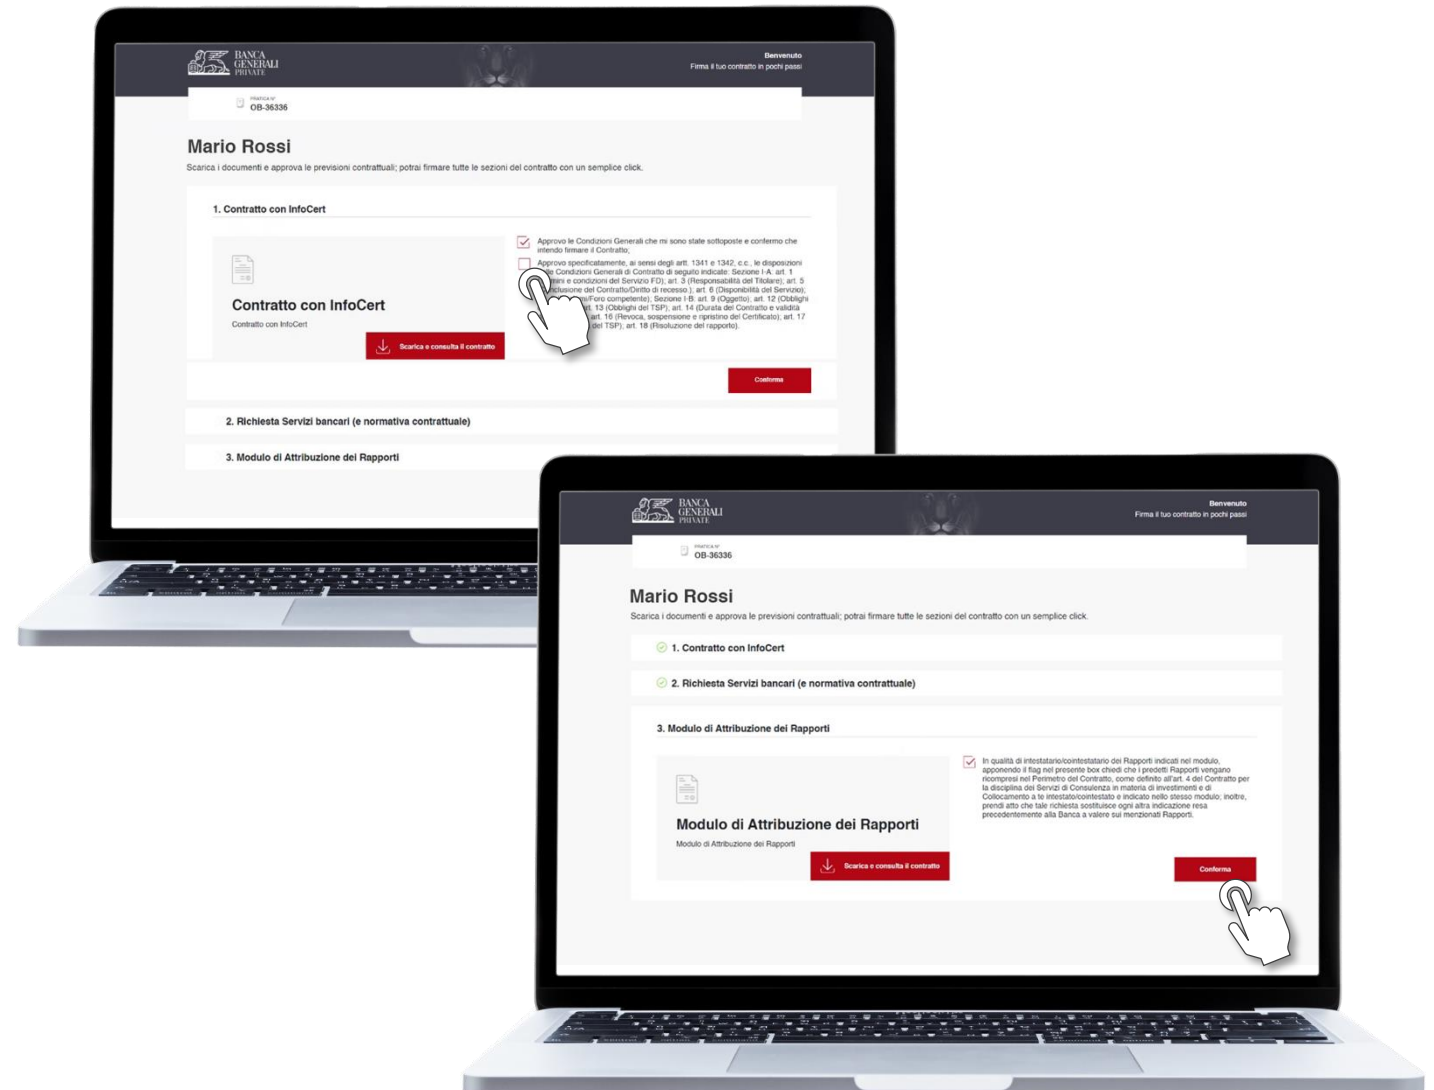 BANCA
GENERALI
PRIVATE
Benvenuto
Firma il tuo contratto in pochi passi
PRATICA N°
OB-36336
Mario Rossi
Scarica i documenti e approva le previsioni contrattuali; potrai firmare tutte le sezioni del contratto con un semplice click.
1. Contratto con InfoCert
Contratto con InfoCert
Contratto con InfoCert
Scarica e consulta il contratto
Approvo le Condizioni Generali che mi sono state sottoposte e confermo che
intendo firmare il Contratto;
Approvo specificatamente, ai sensi degli artt. 1341 e 1342, c.c., le disposizioni
Condizioni Generali di Contratto di seguito indicate: Sezione I-A: art. 1
e condizioni del Servizio FD); art. 3 (Responsabilità del Titolare); art. 5
del Contratto/Diritto di recesso.), art. 6 (Disponibilità del Servizio);
/Foro competente); Sezione I-B: art. 9 (Oggetto); art. 12 (Obblighi
art. 13 (Obblighi del TSP); art. 14 (Durata del Contratto e validità
art. 16 (Revoca, sospensione e ripristino del Certificato); art. 17
del TSP); art. 18 (Risoluzione del rapporto).
Conferma
2. Richiesta Servizi bancari (e normativa contrattuale)
3. Modulo di Attribuzione dei Rapporti
BANCA
GENERALI
PRIVATE
Benvenuto
Firma il tuo contratto in pochi passi
PRATICA N°
OB-36336
Mario Rossi
Scarica i documenti e approva le previsioni contrattuali; potrai firmare tutte le sezioni del contratto con un semplice click.
1. Contratto con InfoCert
2. Richiesta Servizi bancari (e normativa contrattuale)
3. Modulo di Attribuzione dei Rapporti
Modulo di Attribuzione dei Rapporti
Modulo di Attribuzione dei Rapporti
Scarica e consulta il contratto
In qualità di intestatario/cointestatario dei Rapporti indicati nel modulo,
apponendo il flag nel presente box chiedi che i predetti Rapporti vengano
ricompresi nel Perimetro del Contratto, come definito all'art. 4 del Contratto per
la disciplina dei Servizi di Consulenza in materia di investimenti e di
Collocamento a te intestato/cointestato e indicato nello stesso modulo; inoltre,
prendi atto che tale richiesta sostituisce ogni altra indicazione resa
precedentemente alla Banca a valere sui menzionati Rapporti.
Conferma